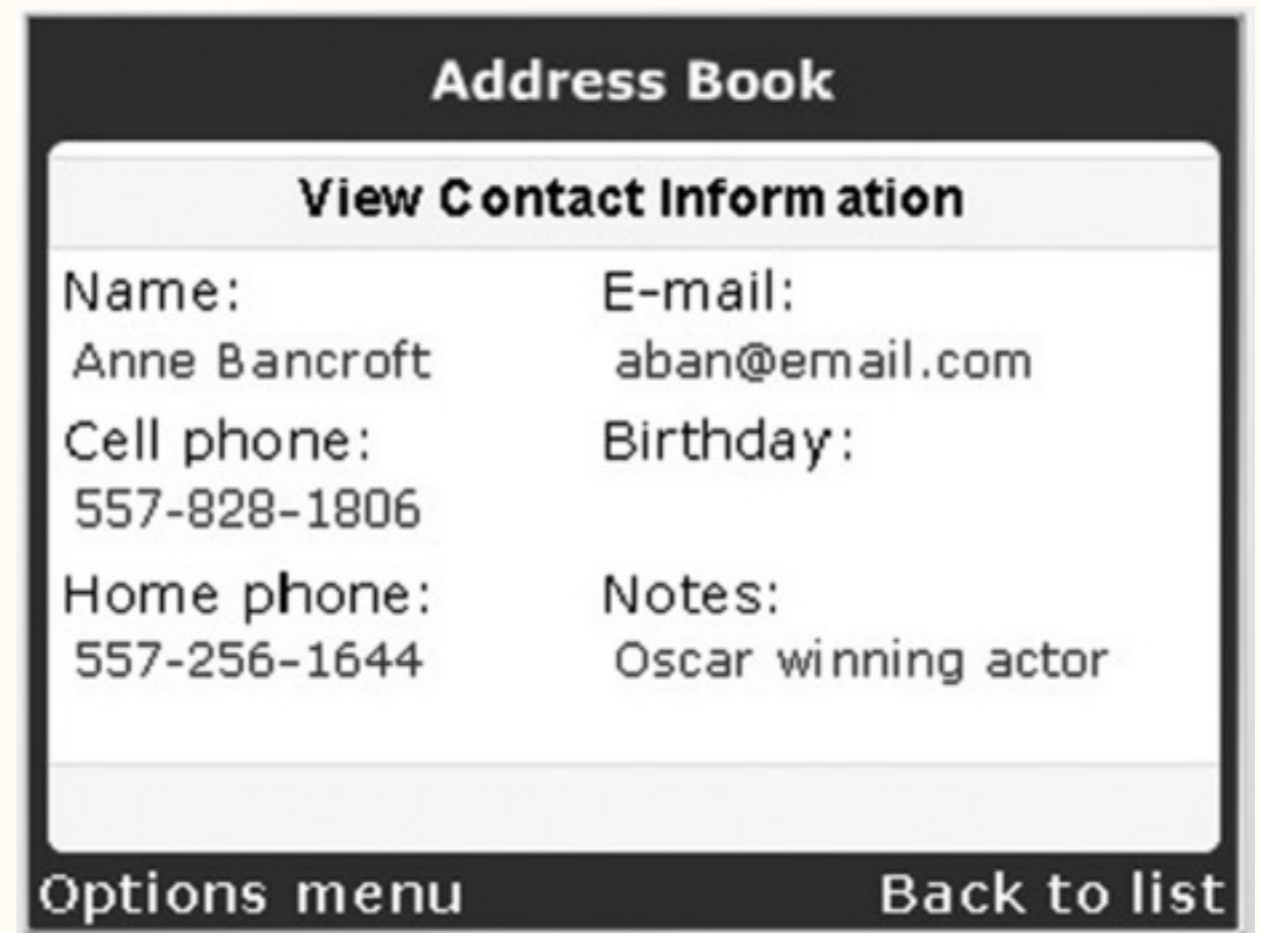 Address Book
View Contact Information
Name:
Anne Bancroft
Cell phone:
557-828-1806
Home phone:
557-256-1644
E-mail:
aban@email.com
Birthday:
Notes:
Oscar winning actor
Options menu
Back to list